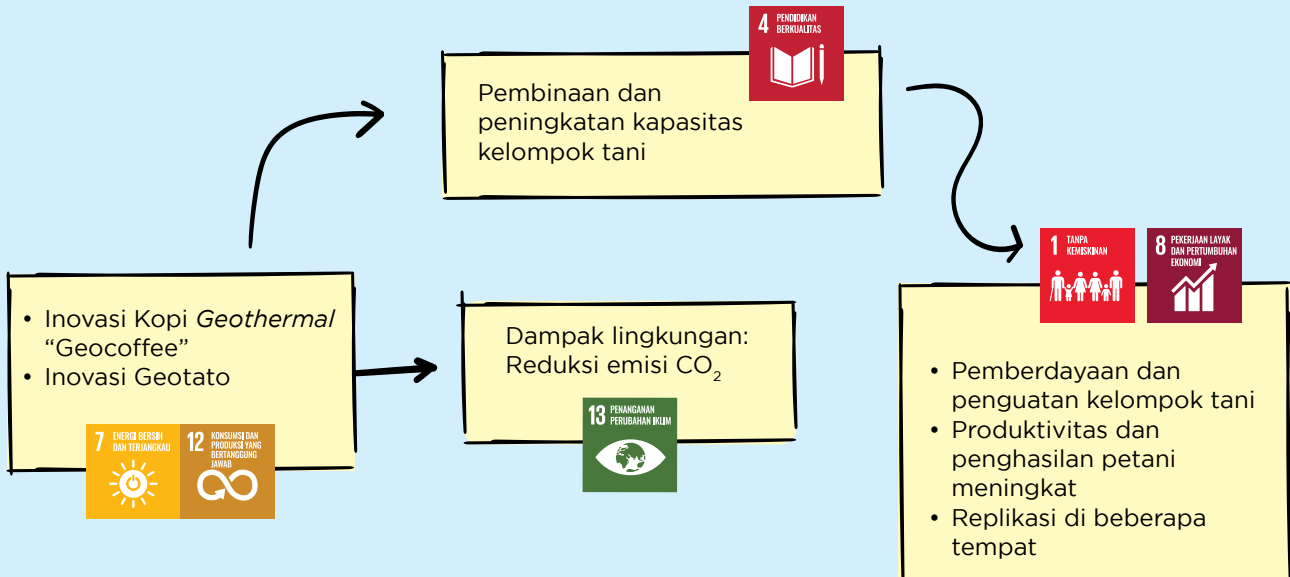 4 PENDIDIKAN
BERKUALITAS
Pembinaan dan
peningkatan kapasitas
kelompok tani
• Inovasi Kopi Geothermal
“Geocoffee”
• Inovasi Geotato
7 ENERGI BERSIH
DAN TERJANGKAU
12 KONSUMSI DAN
PRODUKSI YANG
BERTANGGUNG
JAWAB
Dampak lingkungan:
Reduksi emisi CO₂
13 PENANGANAN
PERUBAHAN IKLIM
1 TANPA
KEMISKINAN
8 PEKERJAAN LAYAK
DAN PERTUMBUHAN
EKONOMI
• Pemberdayaan dan
penguatan kelompok tani
• Produktivitas dan
penghasilan petani
meningkat
• Replikasi di beberapa
tempat